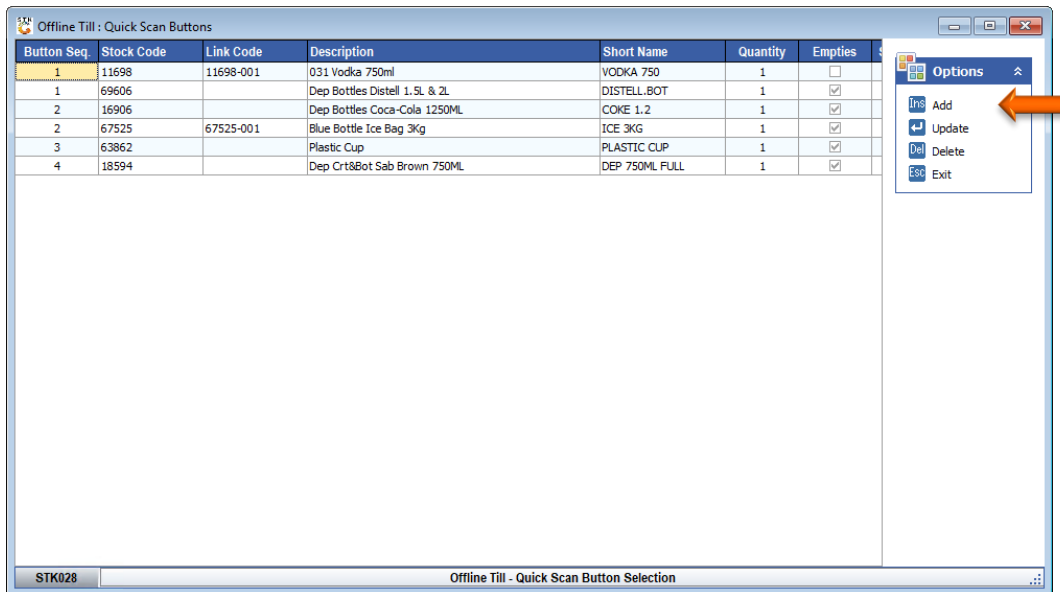 STK Offline Till : Quick Scan Buttons
Button Seq. Stock Code Link Code Description Short Name Quantity Empties
1 11698 11698-001 031 Vodka 750ml VODKA 750 1
1 69606 Dep Bottles Distell 1.5L & 2L DISTELL.BOT 1
2 16906 Dep Bottles Coca-Cola 1250ML COKE 1.2 1
2 67525 67525-001 Blue Bottle Ice Bag 3Kg ICE 3KG 1
3 63862 Plastic Cup PLASTIC CUP 1
4 18594 Dep Crt&Bot Sab Brown 750ML DEP 750ML FULL 1
Options
Ins Add
Update
Del Delete
Esc Exit
STK028 Offline Till - Quick Scan Button Selection